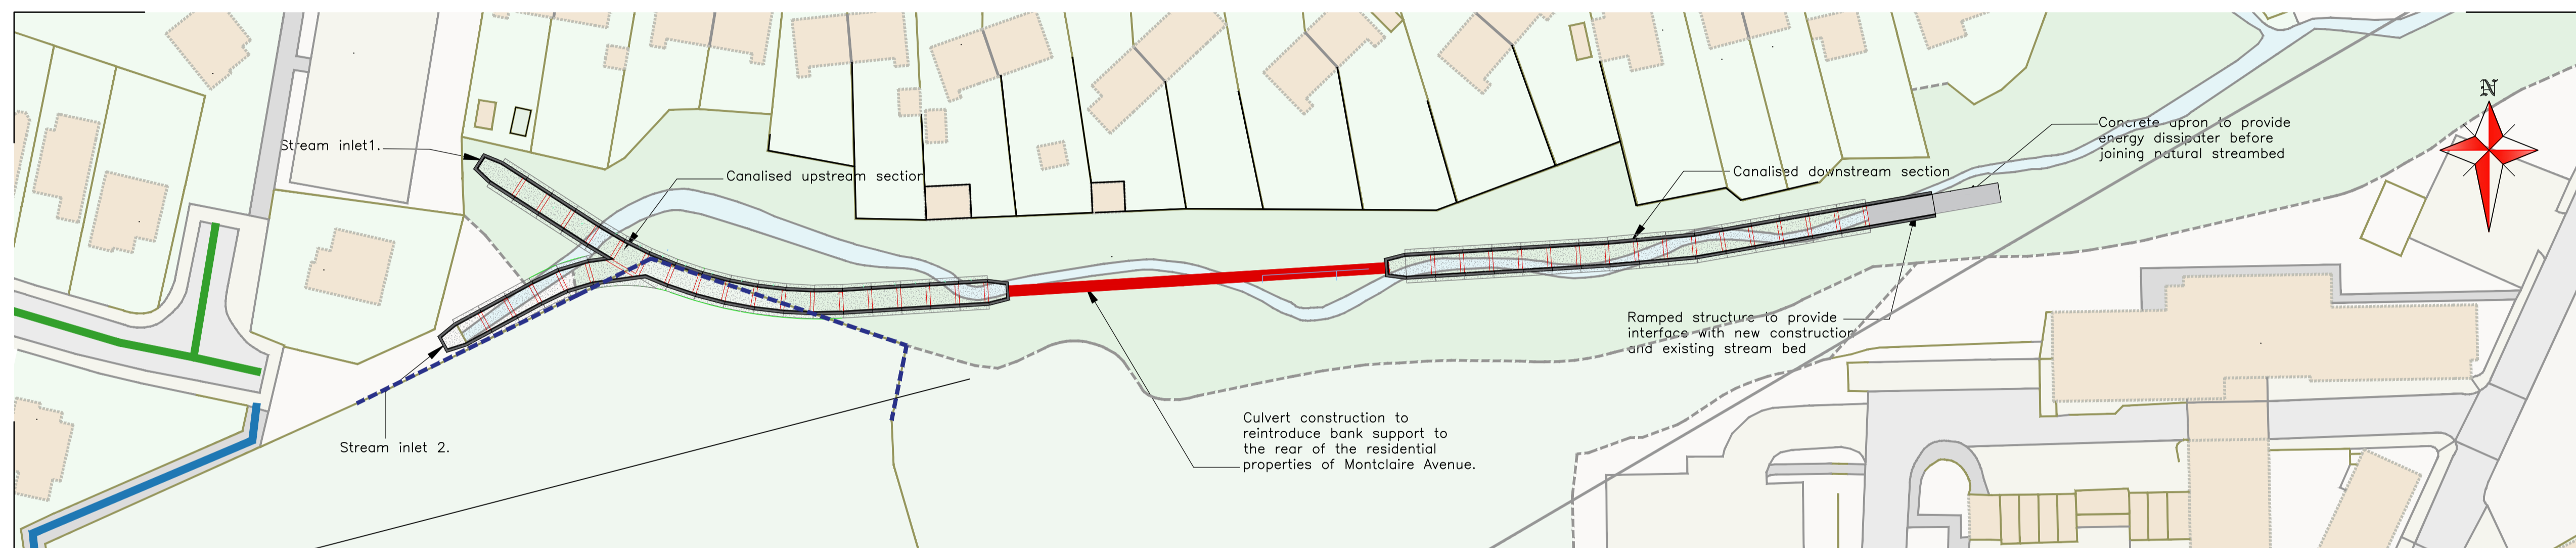 N
Concrete apron to provide
energy dissipater before
joining natural streambed
Stream inlet1.
Canalised upstream section
Canalised downstream section
Ramped structure to provide
interface with new construction
and existing stream bed
Culvert construction to
reintroduce bank support to
the rear of the residential
properties of Montclaire Avenue.
Stream inlet 2.